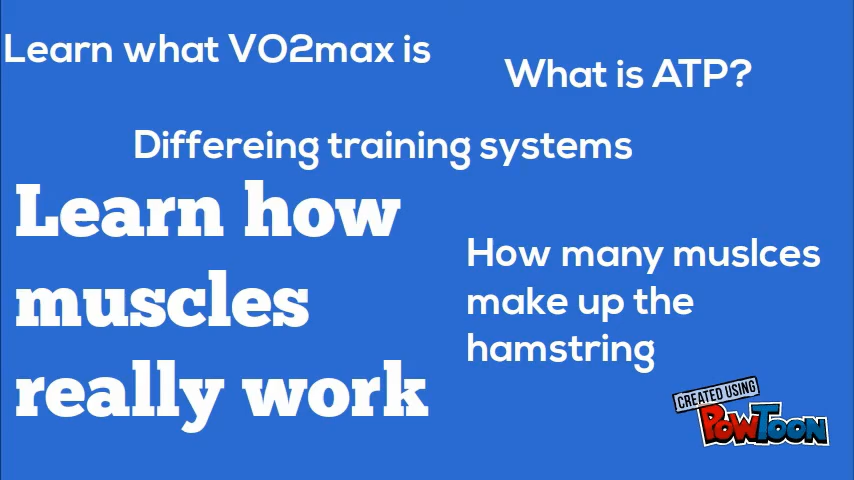 Learn what VO2max is
What is ATP?
Differeing training systems
Learn how
muscles
really work
How many muslces
make up the
hamstring
CREATED USING
POWTOON